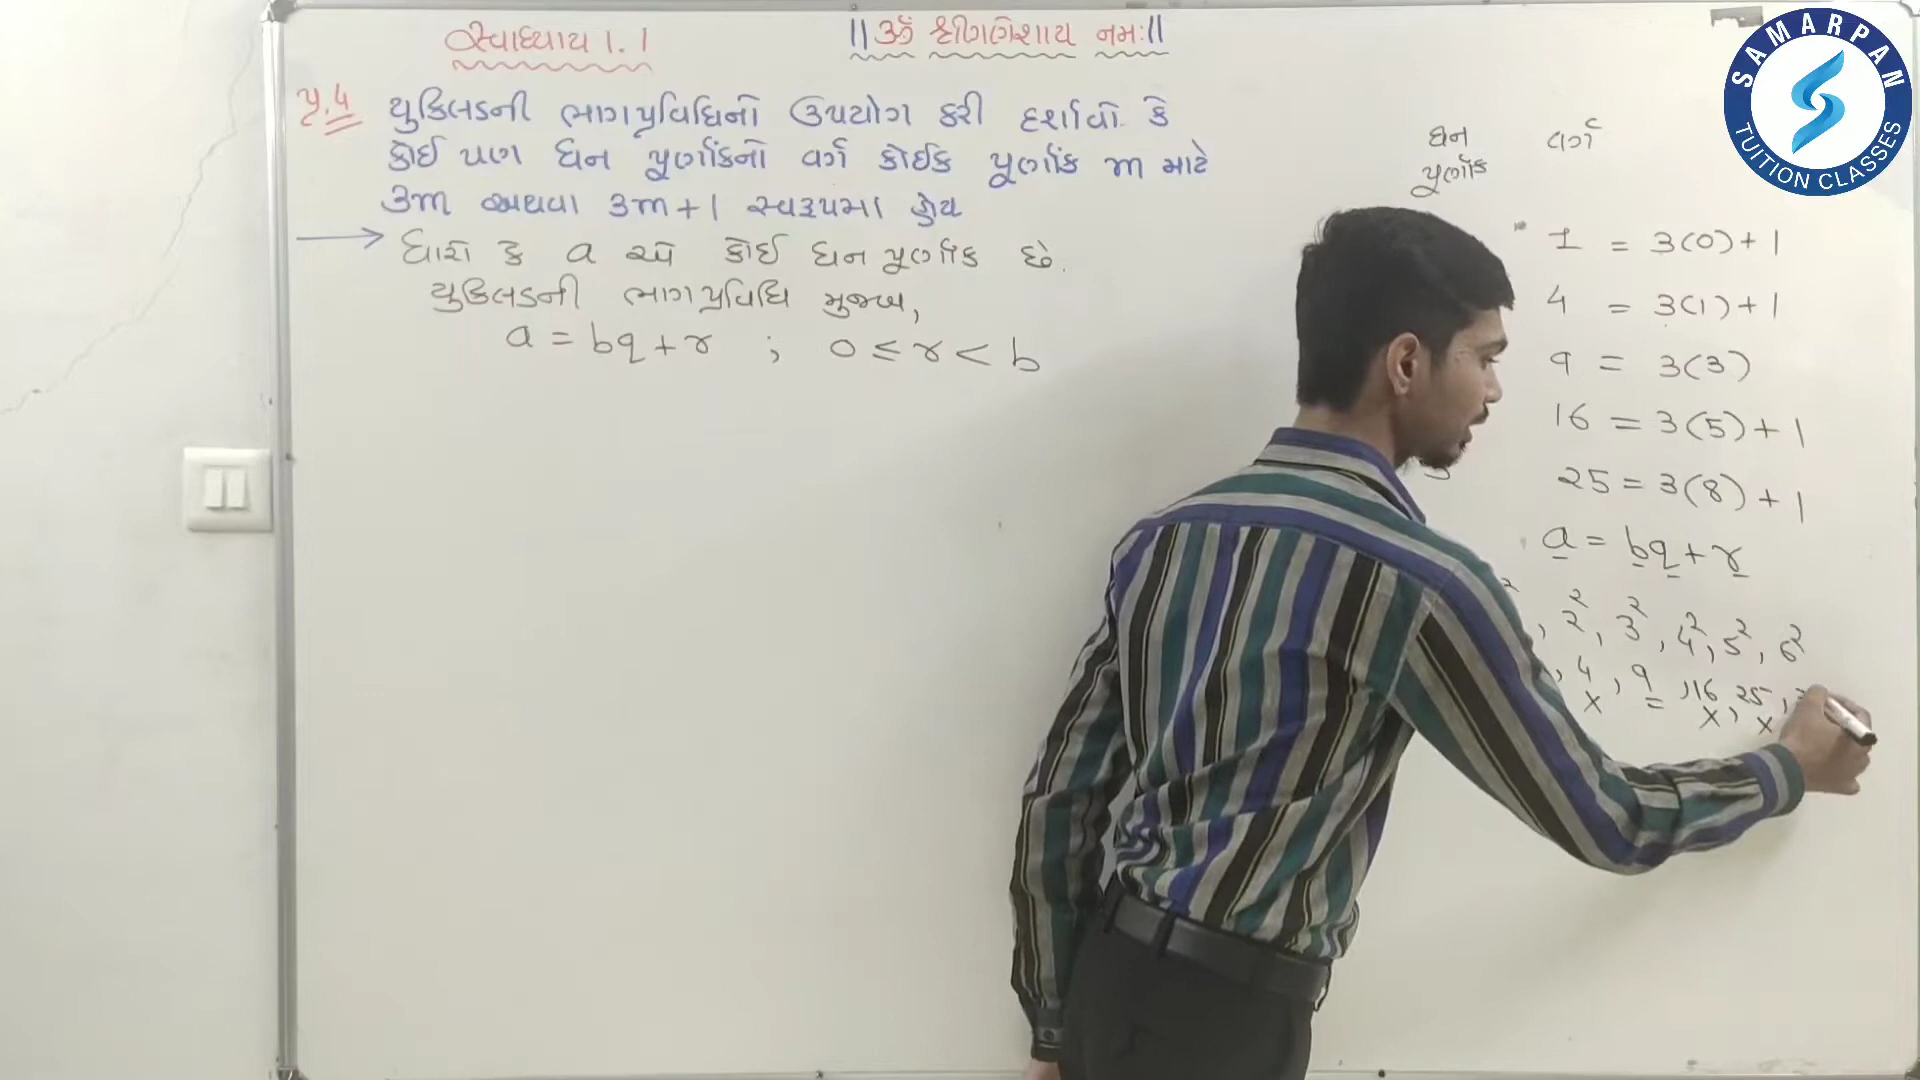 સ્વાધ્યાય 1.1
||ૐ શ્રી ગણેશાય નમઃ||
પ્ર.4 યુક્લિડની ભાગપ્રવિધિનો ઉપયોગ કરી દર્શાવો કે
કોઈ પણ ધન પૂર્ણાંકનો વર્ગ કોઈક પૂર્ણાંક m માટે
3m અથવા 3m+1 સ્વરૂપમાં હોય
ધારો કે a એ કોઈ ધન પૂર્ણાંક છે.
યુક્લિડની ભાગપ્રવિધિ મુજબ,
a = bq + r ; 0 ≤ r < b
ધન વર્ગ
પૂર્ણાંક
1 = 3(0)+1
4 = 3(1)+1
9 = 3(3)
16 = 3(5)+1
25 = 3(8)+1
a = bq + r
, 2², 3², 4², 5², 6²
, 4, 9, 16, 25,
x = x, x
SAMARPAN
TUITION CLASSES